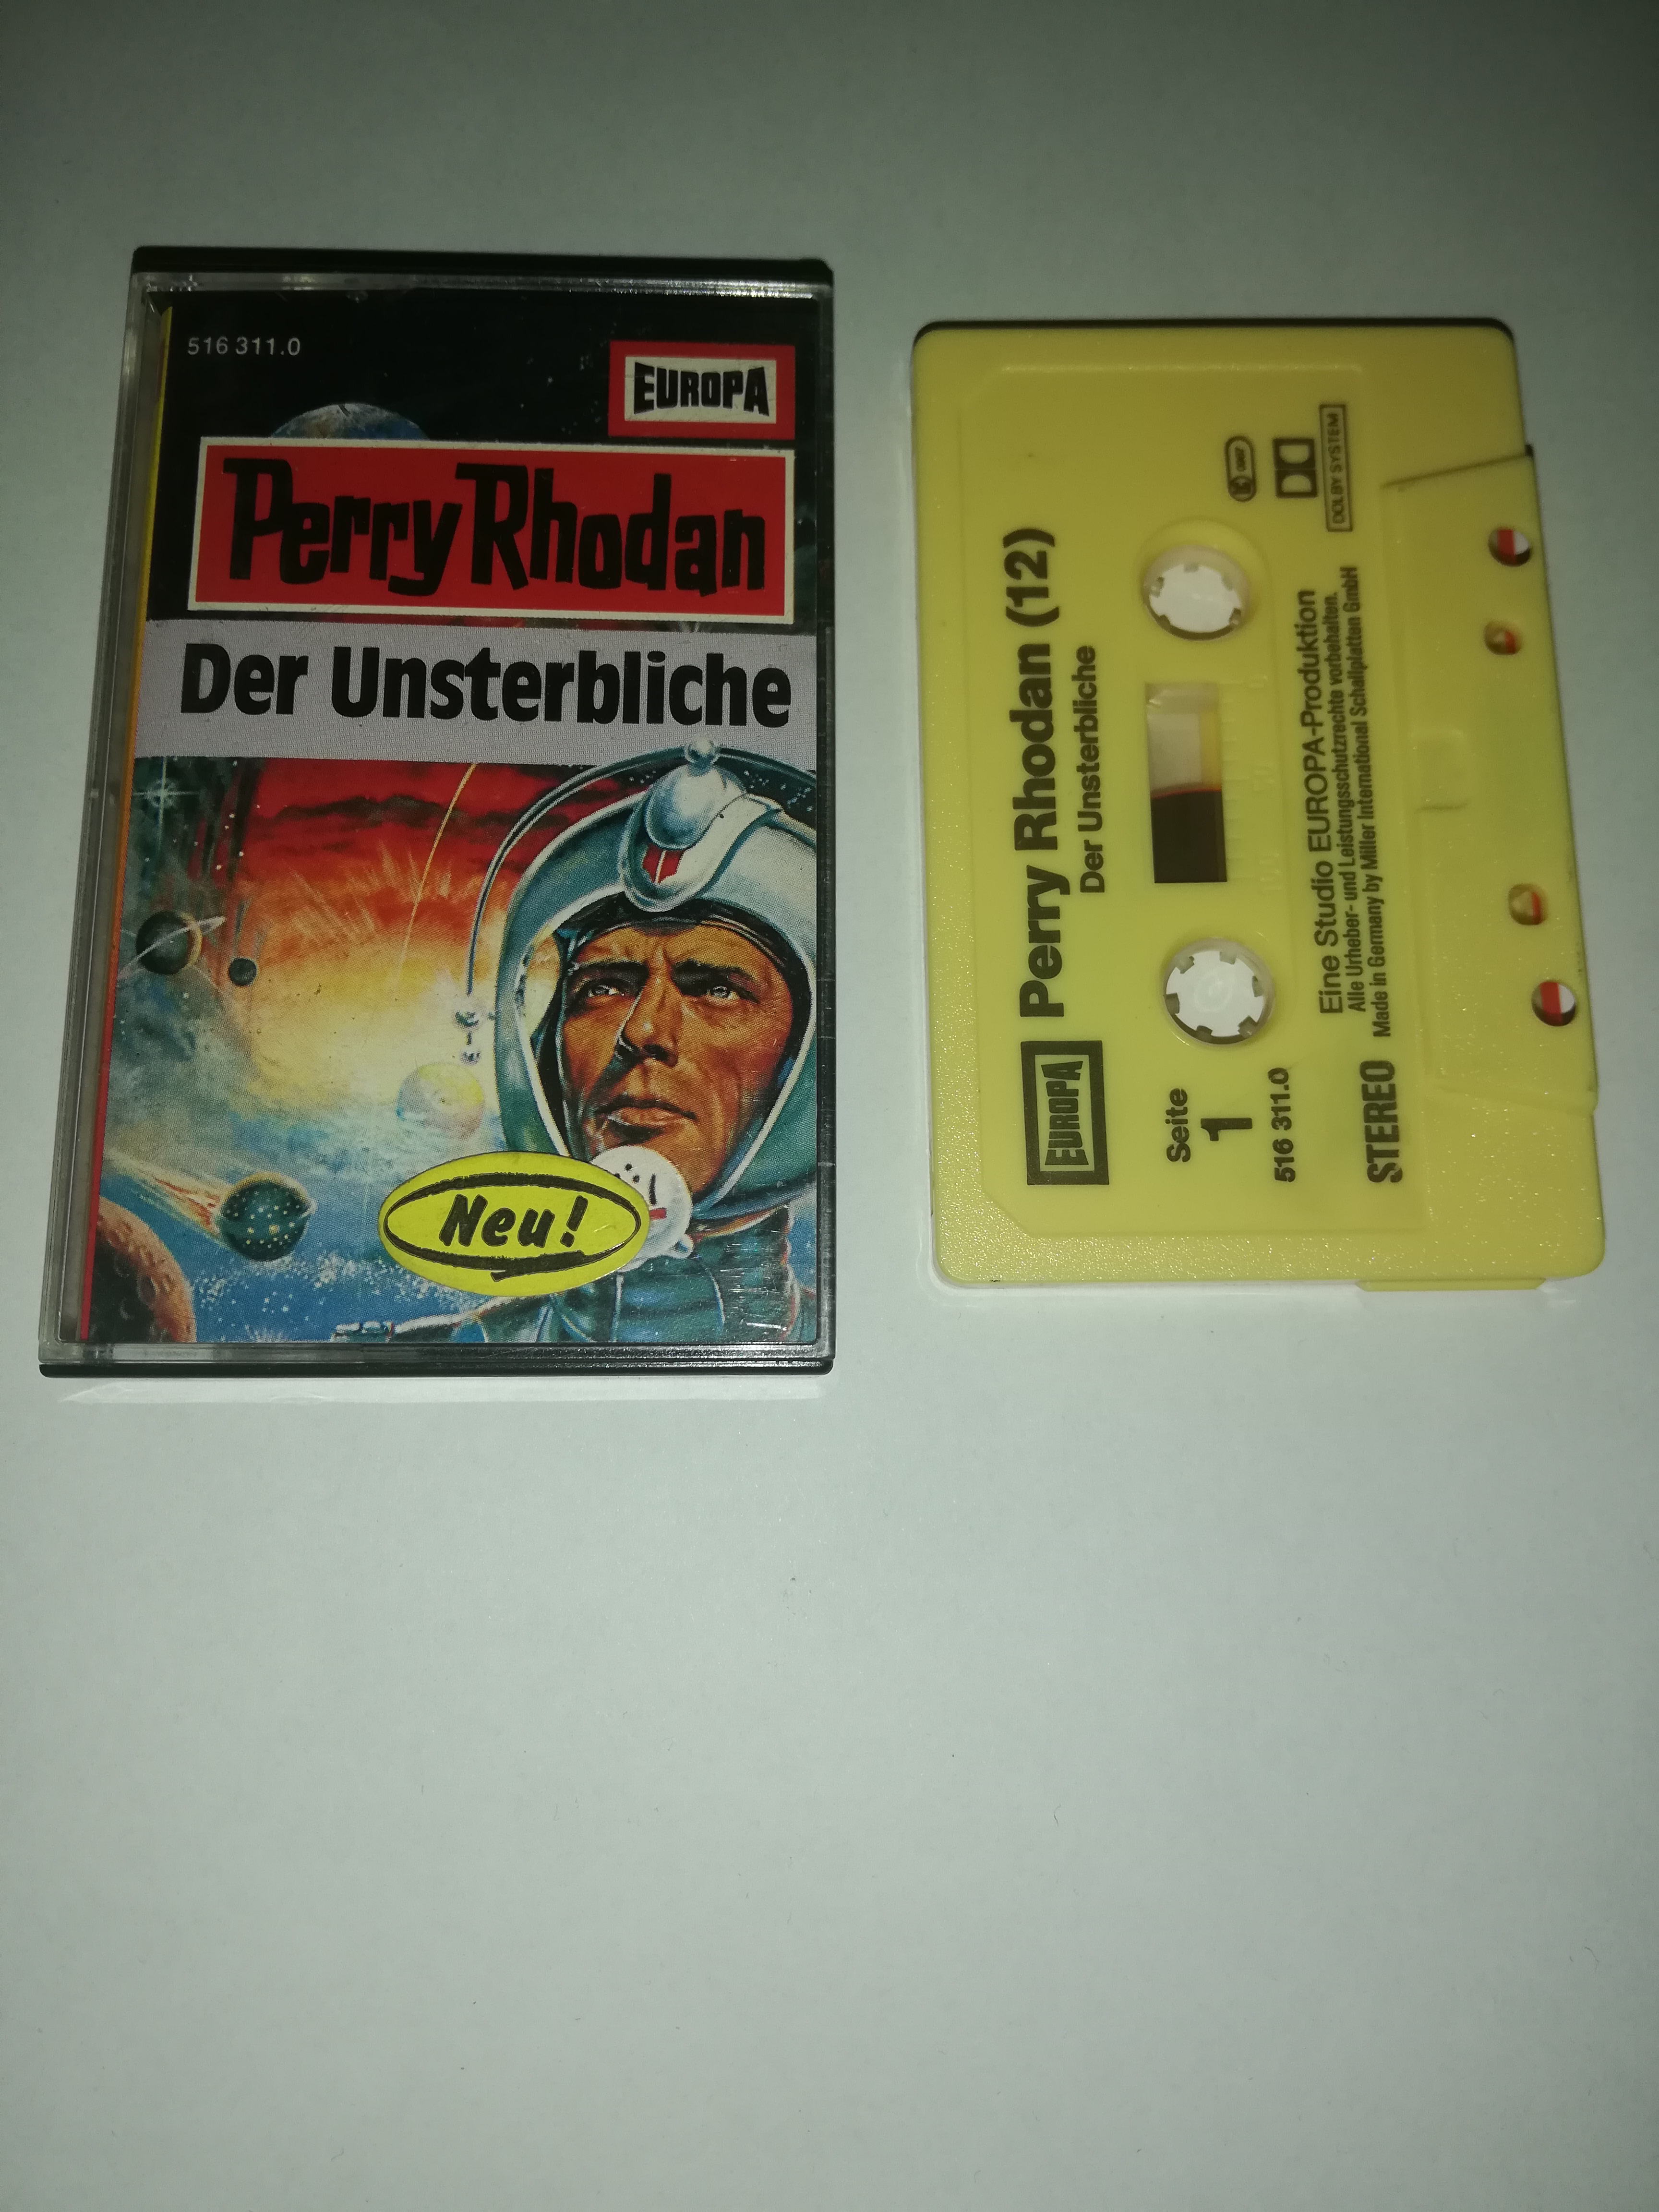 516 311.0
EUROPA
Perry Rhodan
Der Unsterbliche
Neu!
EUROPA
Perry Rhodan (12)
Der Unsterbliche
Seite
1
516 311.0
STEREO
DOLBY SYSTEM
Eine Studio EUROPA-Produktion
Alle Urheber- und Leistungsschutzrechte vorbehalten.
Made in Germany by Miller International Schallplatten GmbH